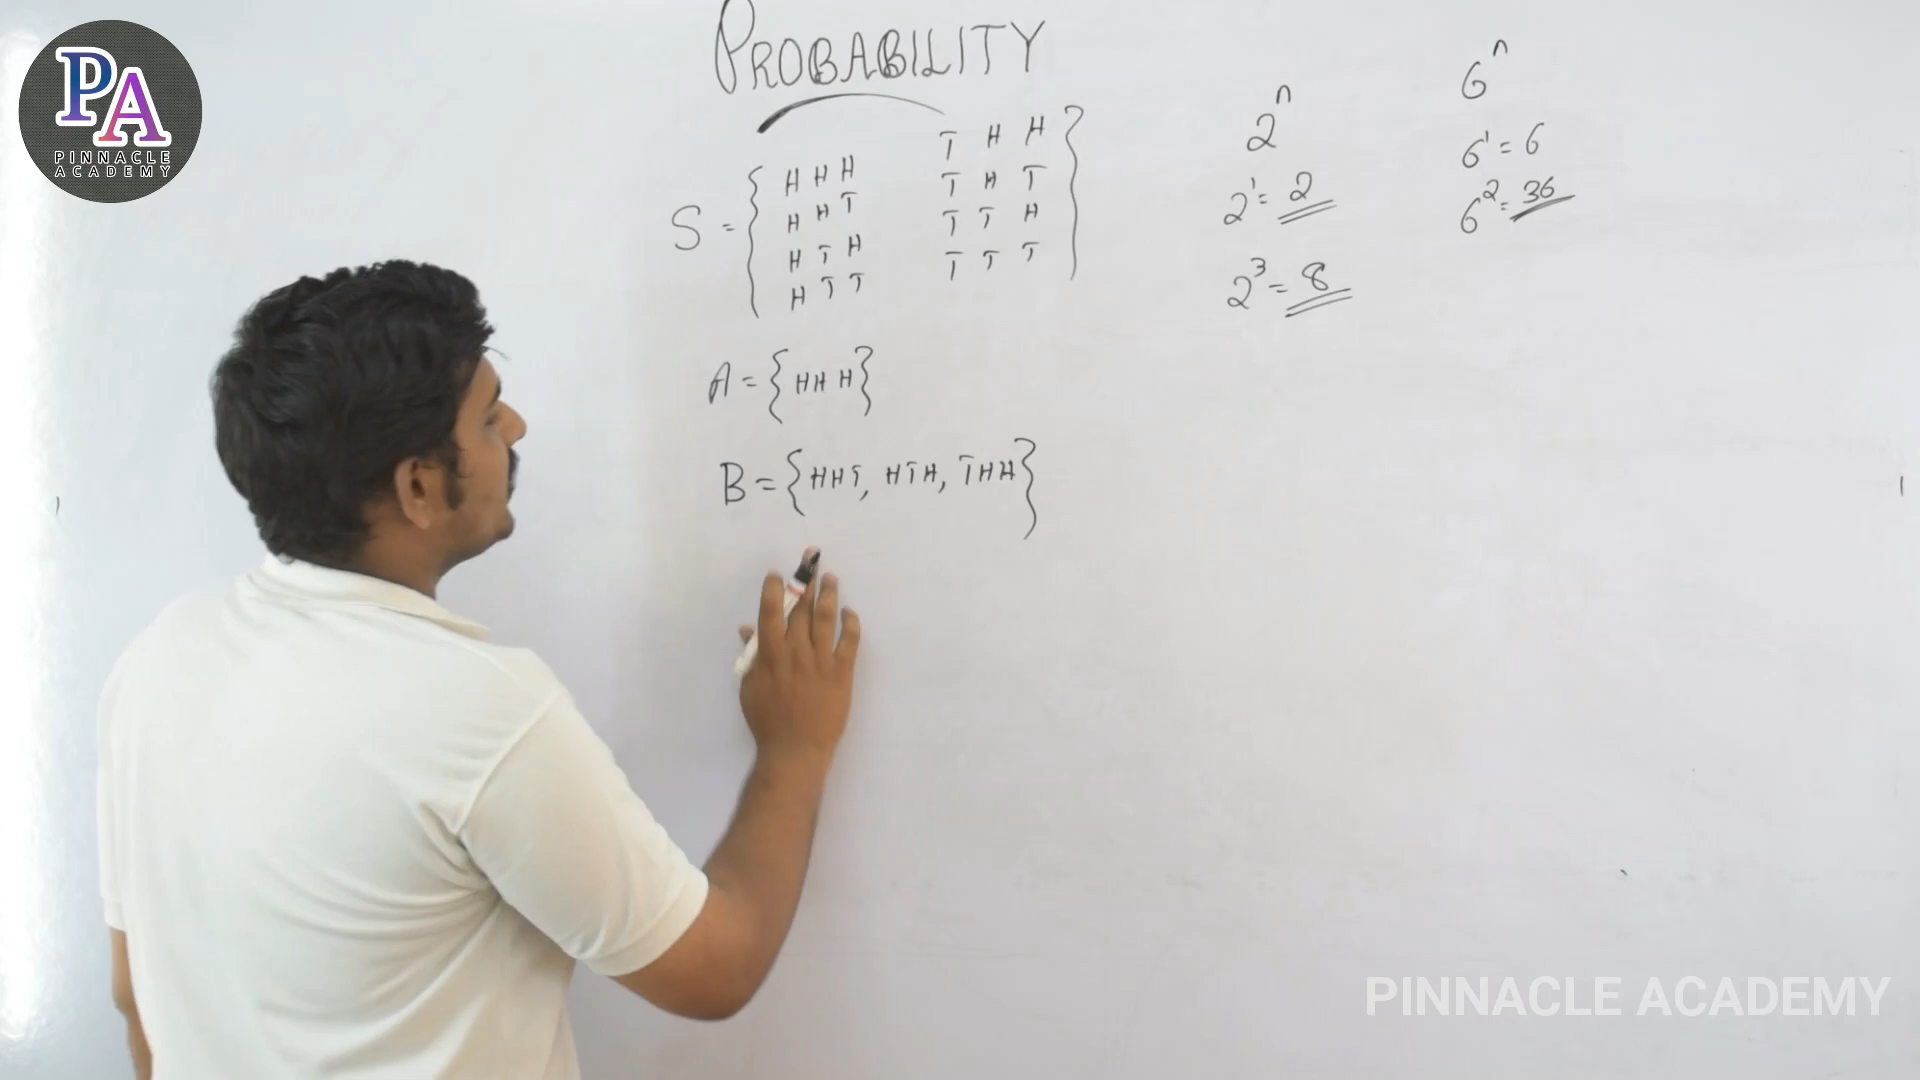 PA
PINNACLE
ACADEMY
PROBABILITY
S = { HHH THH }
HHT THT
HTH TTH
HTT TTT
A = { HHH }
B = { HHT, HTH, THH }
2^n
2^1 = 2
2^3 = 8
6^n
6^1 = 6
6^2 = 36
PINNACLE ACADEMY